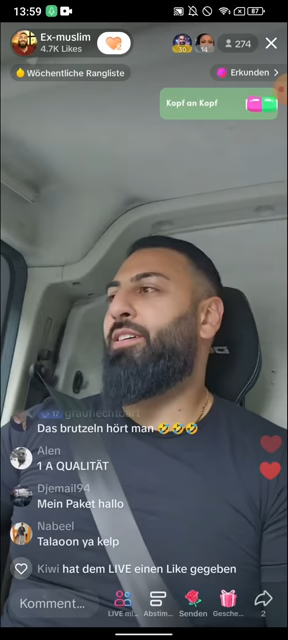 13:59
87
Ex-muslim
4.7K Likes
30
14
274
Wöchentliche Rangliste
Erkunden
Kopf an Kopf
Das brutzeln hört man 🤣🤣🤣
Alen
1 A QUALITÄT
Djemail94
Mein Paket hallo
Nabeel
Talaoon ya kelp
Kiwi hat dem LIVE einen Like gegeben
Komment...
LIVE mi...
Abstim...
Senden
Gesche...
2